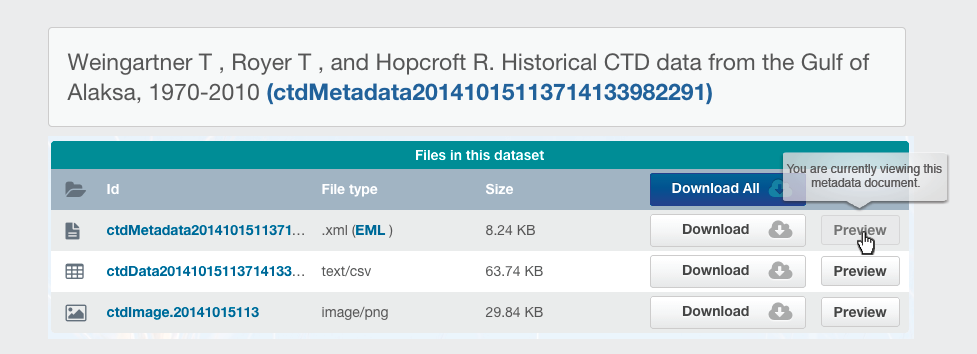 Weingartner T , Royer T , and Hopcroft R. Historical CTD data from the Gulf of
Alaksa, 1970-2010 (ctdMetadata20141015113714133982291)
Files in this dataset
You are currently viewing this
metadata document.
Id File type Size Download All
ctdMetadata2014101511371... .xml (EML ) 8.24 KB Download Preview
ctdData20141015113714133... text/csv 63.74 KB Download Preview
ctdImage.20141015113 image/png 29.84 KB Download Preview